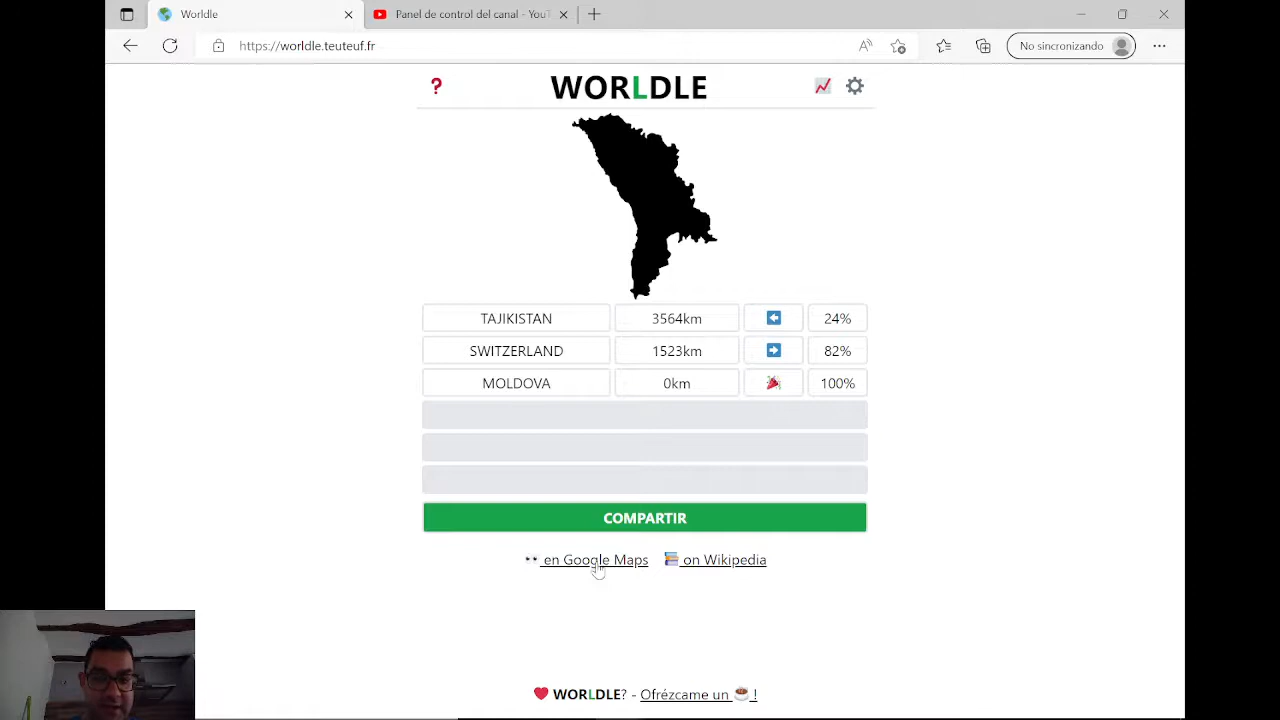 Worldle
Panel de control del canal - YouT
https://worldle.teuteuf.fr
No sincronizando
? WORLDLE
TAJIKISTAN 3564km 24%
SWITZERLAND 1523km 82%
MOLDOVA 0km 100%
COMPARTIR
en Google Maps on Wikipedia
WORLDLE? - Ofrézcame un !